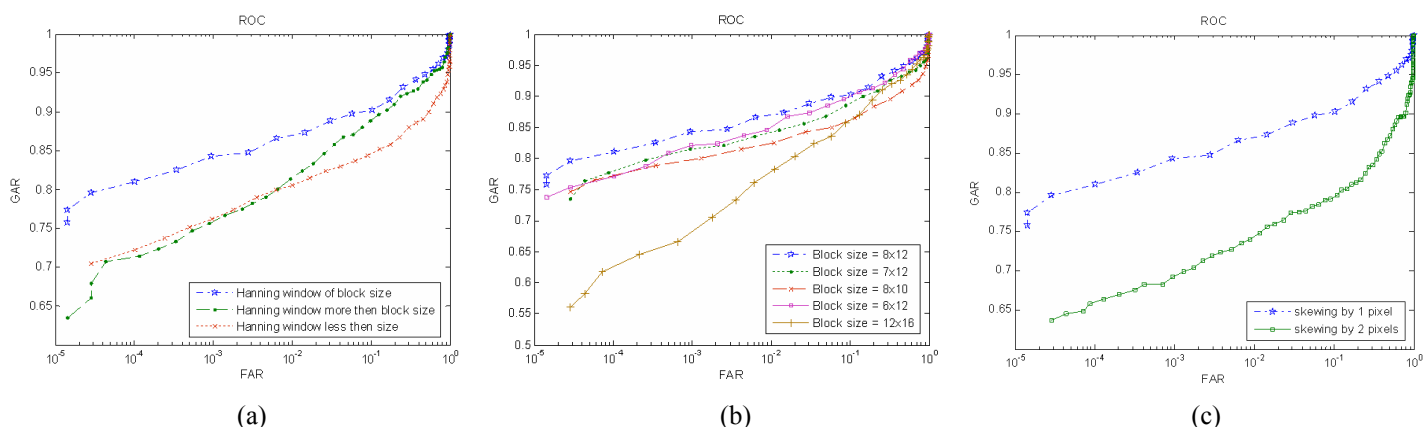 ROC
1
0.95
0.9
0.85
0.8
0.75
0.7
0.65
GAR
10^-5
10^-4
10^-3
10^-2
10^-1
10^0
FAR
Hanning window of block size
Hanning window more then block size
Hanning window less then size
(a)
ROC
1
0.95
0.9
0.85
0.8
0.75
0.7
0.65
0.6
0.55
0.5
GAR
10^-5
10^-4
10^-3
10^-2
10^-1
10^0
FAR
Block size = 8x12
Block size = 7x12
Block size = 8x10
Block size = 6x12
Block size = 12x16
(b)
ROC
1
0.95
0.9
0.85
0.8
0.75
0.7
0.65
GAR
10^-5
10^-4
10^-3
10^-2
10^-1
10^0
FAR
skewing by 1 pixel
skewing by 2 pixels
(c)